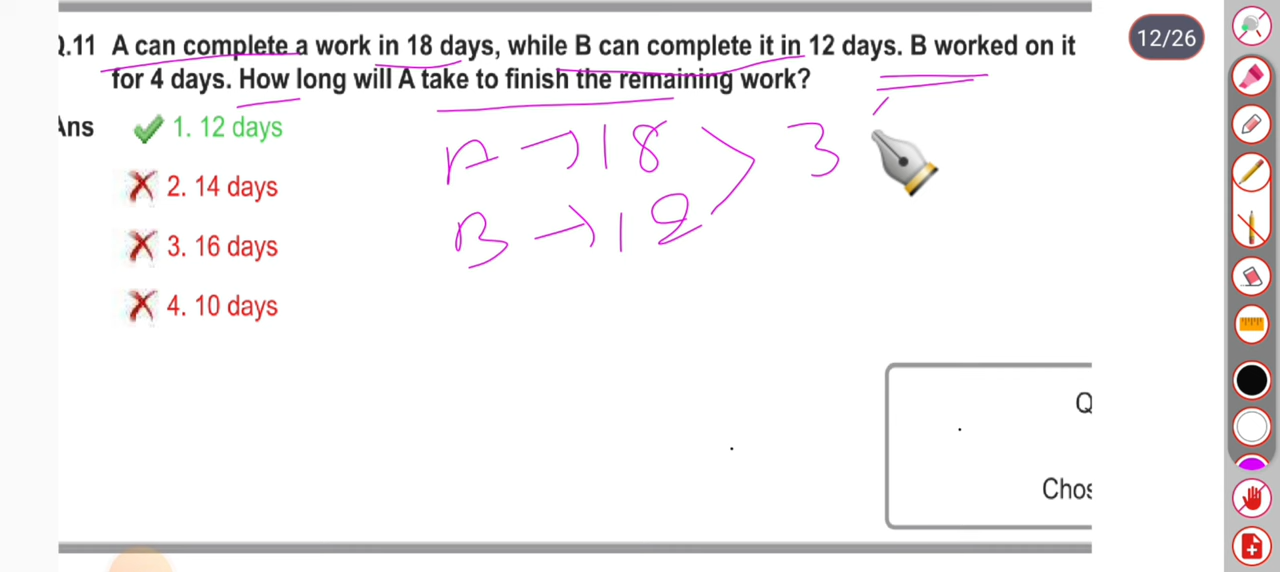 12/26
Q.11 A can complete a work in 18 days, while B can complete it in 12 days. B worked on it
for 4 days. How long will A take to finish the remaining work?
Ans 1. 12 days
2. 14 days
3. 16 days
4. 10 days
A → 18
B → 12
3
Q
Chos